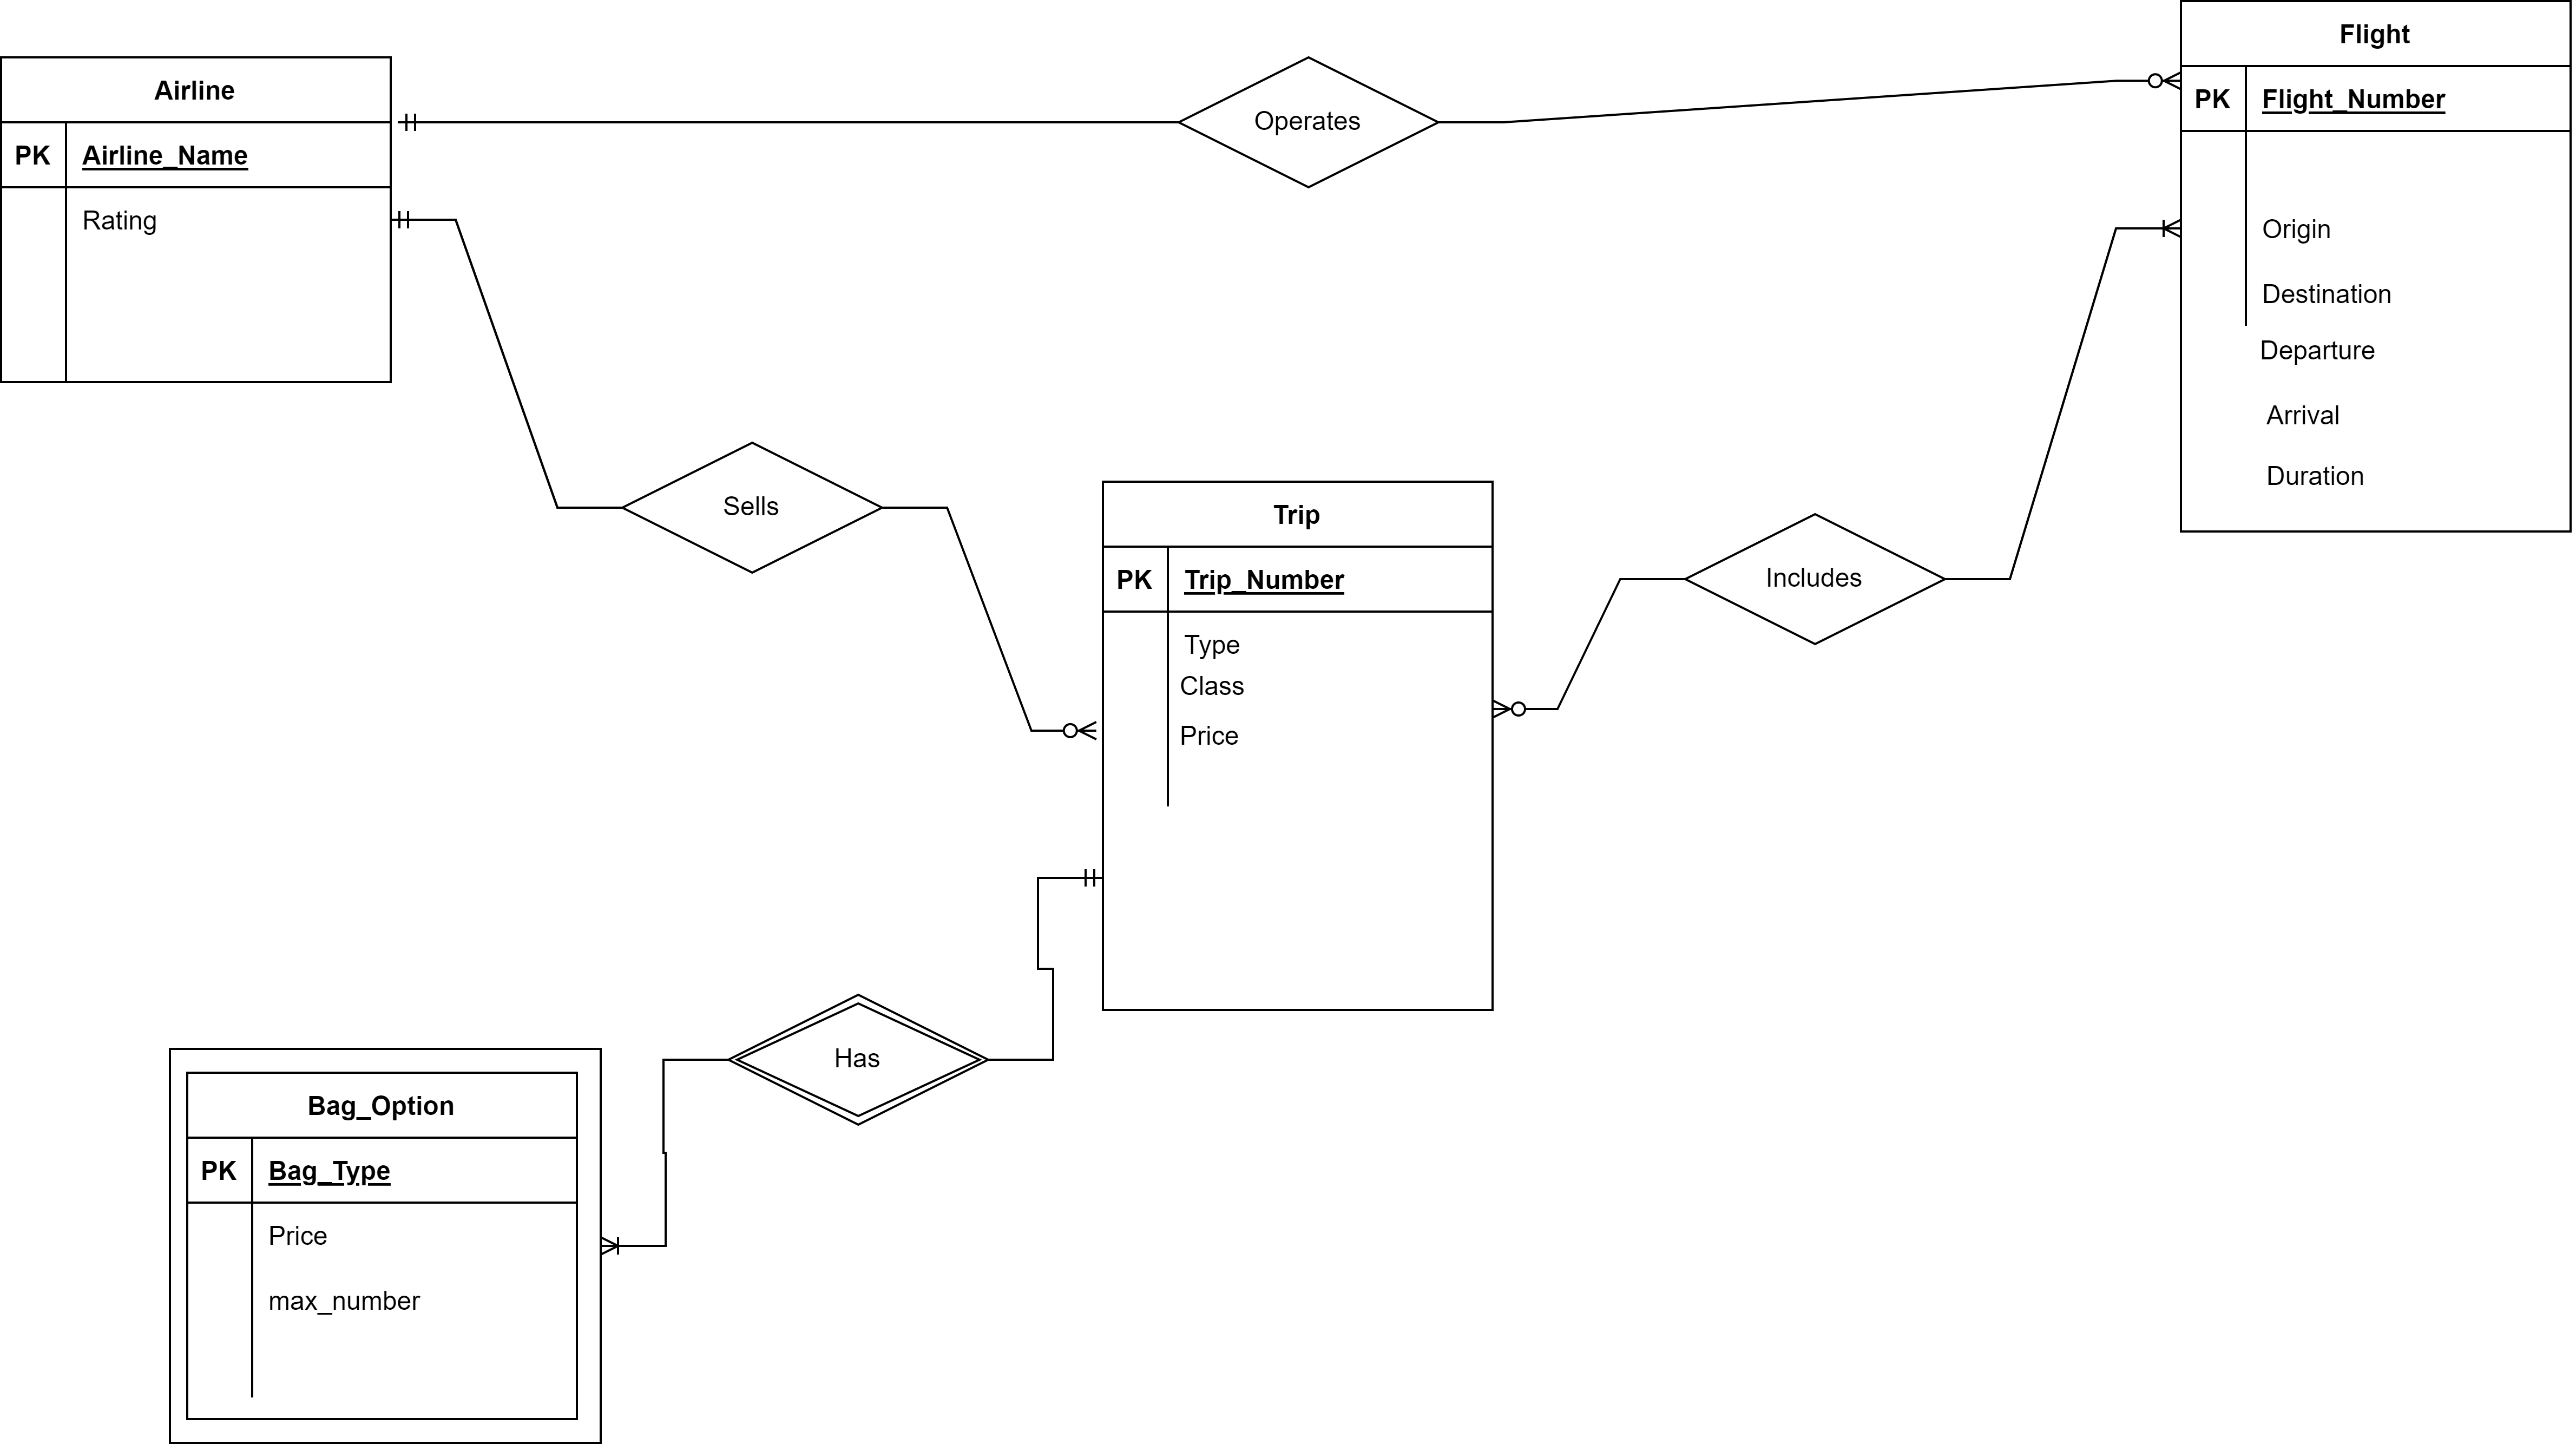 Airline
PK Airline_Name
Rating
Operates
Flight
PK Flight_Number
Origin
Destination
Departure
Arrival
Duration
Sells
Trip
PK Trip_Number
Type
Class
Price
Includes
Has
Bag_Option
PK Bag_Type
Price
max_number